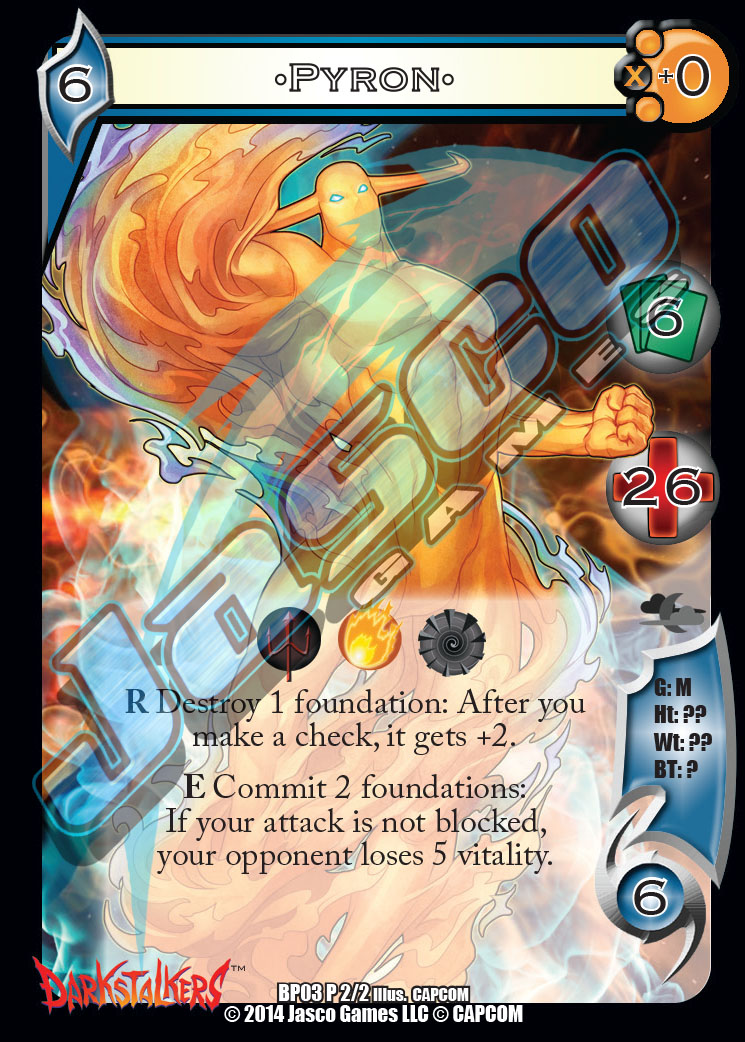 6
•PYRON•
X +0
6
26
R Destroy 1 foundation: After you
make a check, it gets +2.
E Commit 2 foundations:
If your attack is not blocked,
your opponent loses 5 vitality.
G: M
Ht: ??
Wt: ??
BT: ?
6
JASCO
GAMES
DARKSTALKERS™
BP03 P 2/2 Illus. CAPCOM
© 2014 Jasco Games LLC © CAPCOM